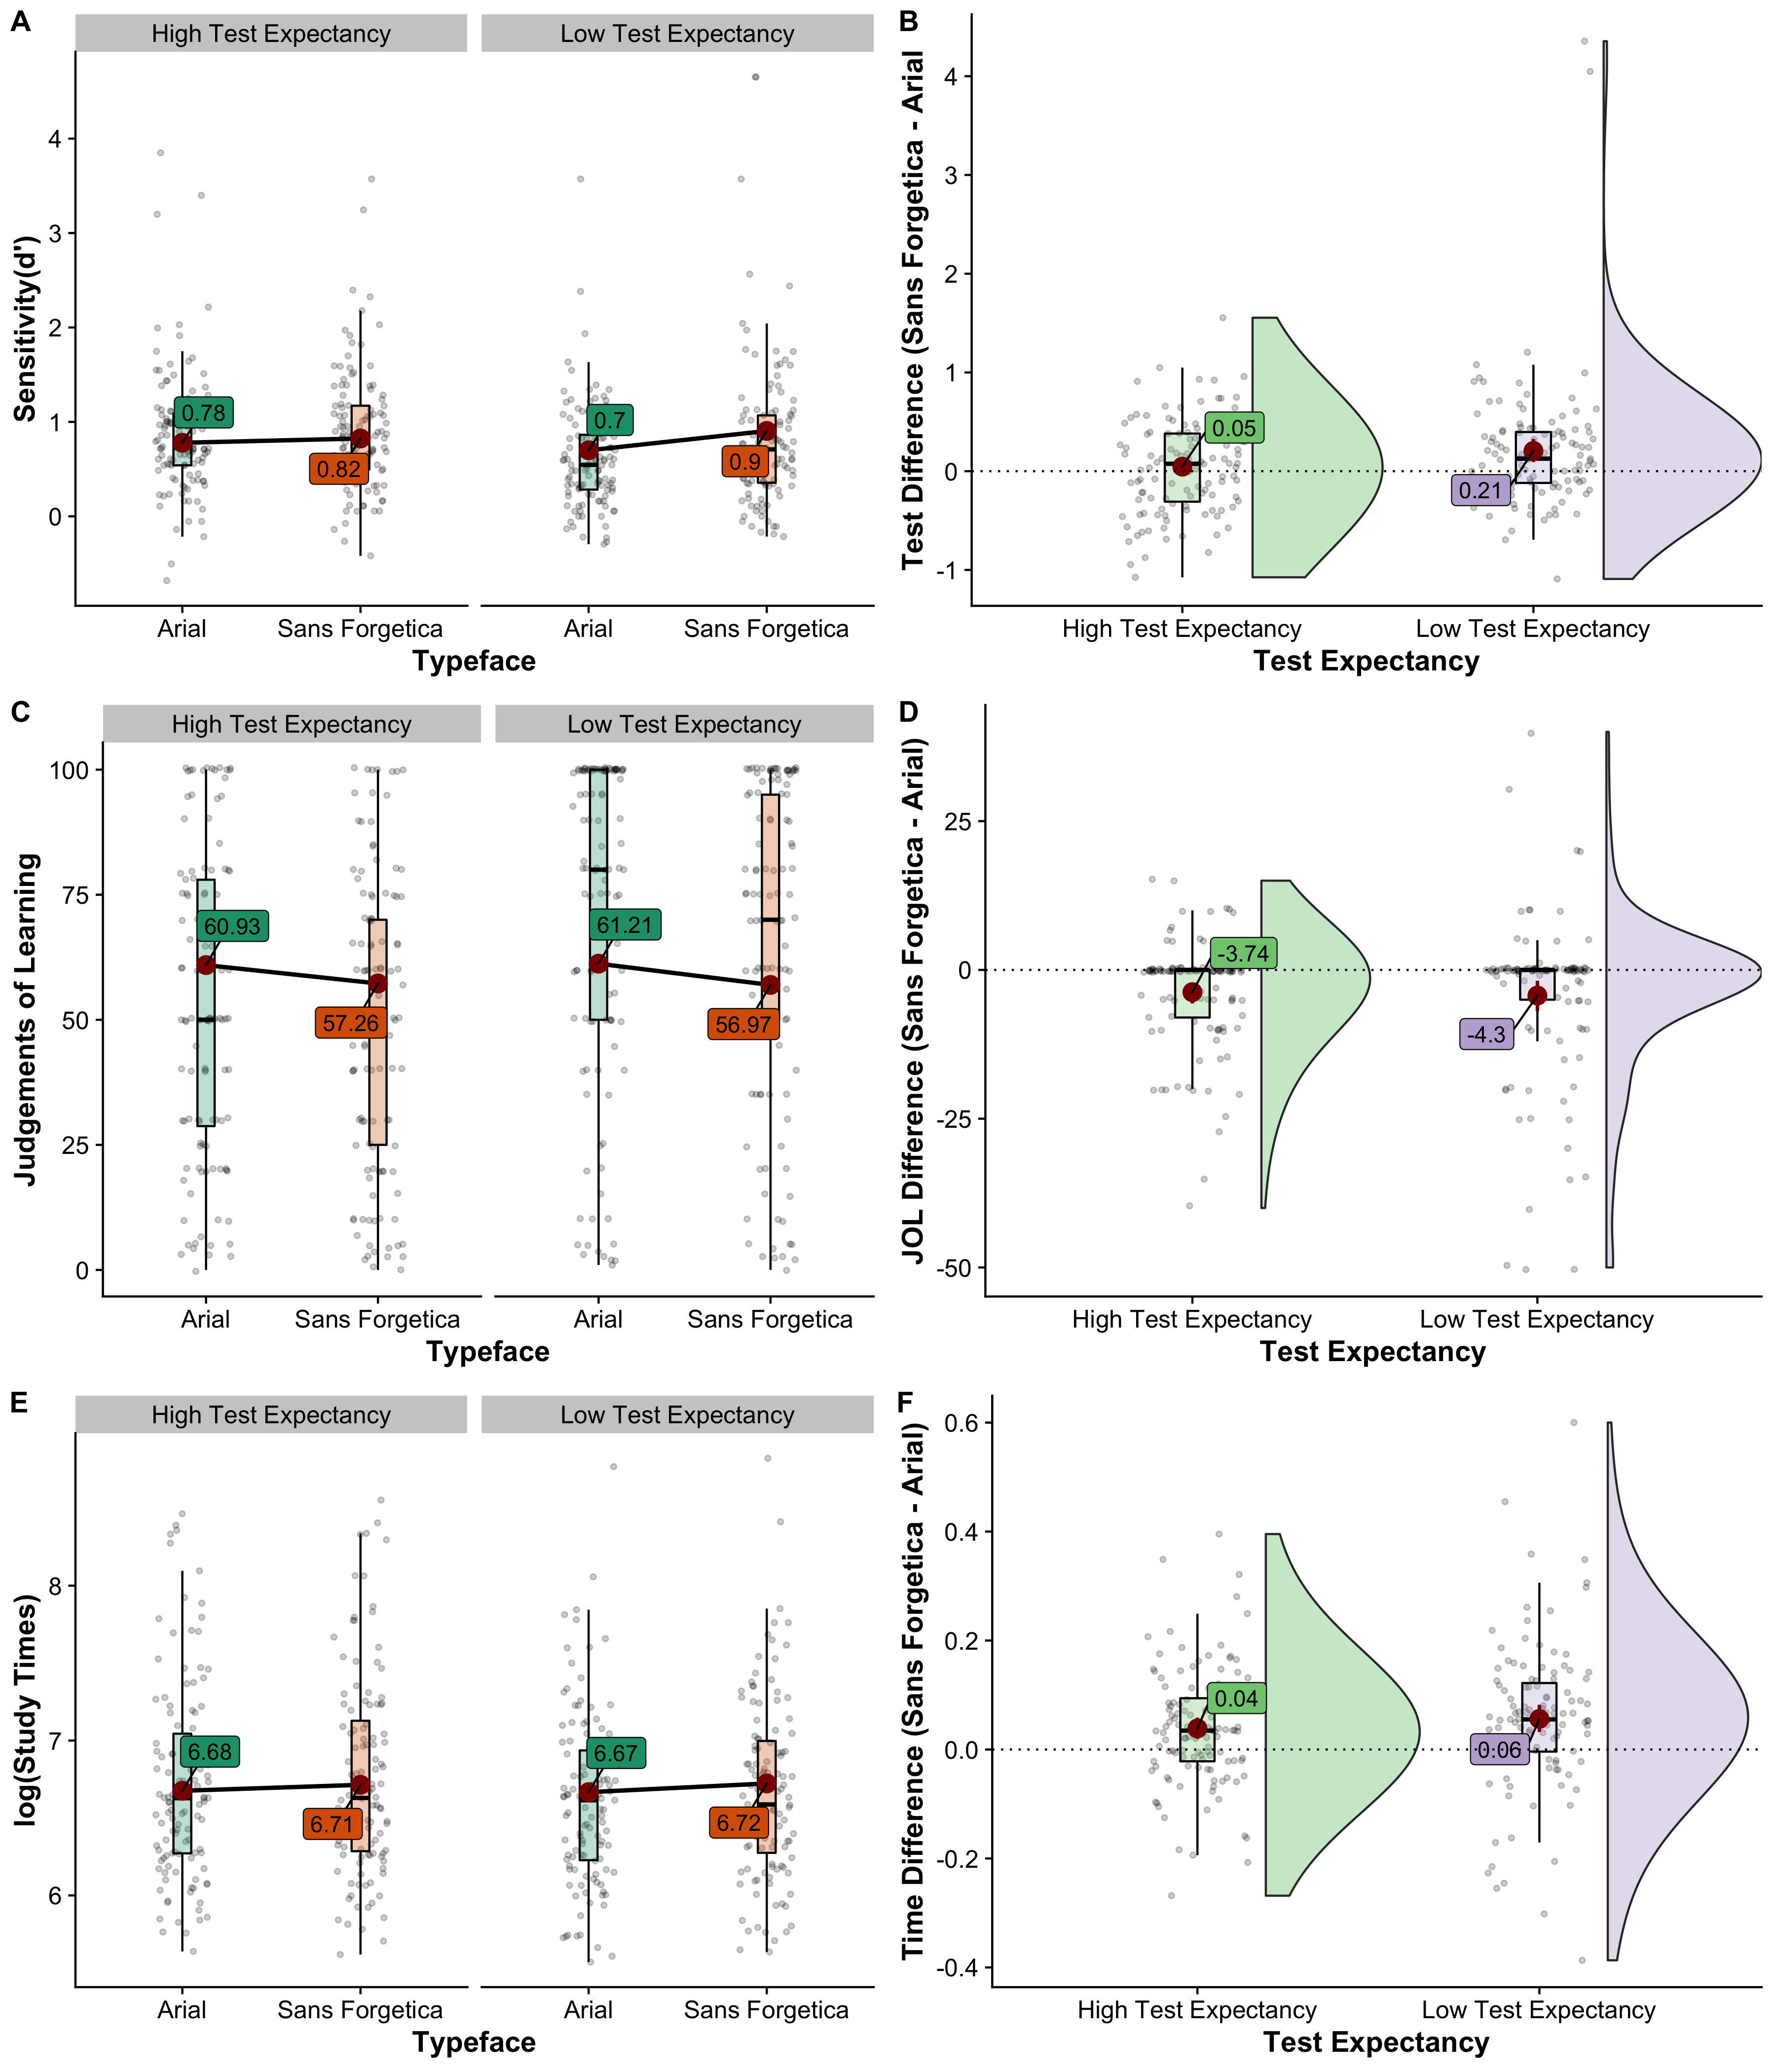 A
High Test Expectancy
Low Test Expectancy
Sensitivity(d')
4
3
2
1
0
0.78
0.82
0.7
0.9
Arial
Sans Forgetica
Arial
Sans Forgetica
Typeface
B
Test Difference (Sans Forgetica - Arial
4
3
2
1
0
-1
0.05
0.21
High Test Expectancy
Low Test Expectancy
Test Expectancy
C
High Test Expectancy
Low Test Expectancy
Judgements of Learning
100
75
50
25
0
60.93
57.26
61.21
56.97
Arial
Sans Forgetica
Arial
Sans Forgetica
Typeface
D
JOL Difference (Sans Forgetica - Arial)
25
0
-25
-50
-3.74
-4.3
High Test Expectancy
Low Test Expectancy
Test Expectancy
E
High Test Expectancy
Low Test Expectancy
log(Study Times)
8
7
6
6.68
6.71
6.67
6.72
Arial
Sans Forgetica
Arial
Sans Forgetica
Typeface
F
Time Difference (Sans Forgetica - Arial)
0.6
0.4
0.2
0.0
-0.2
-0.4
0.04
0.06
High Test Expectancy
Low Test Expectancy
Test Expectancy